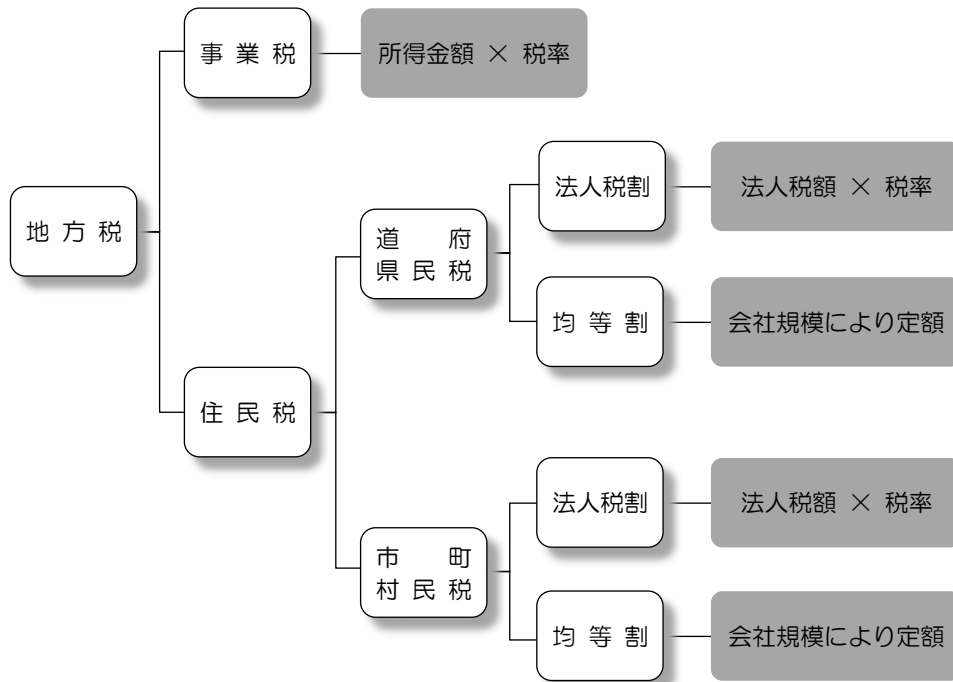 事業税
所得金額 × 税率
地方税
住民税
道府
県民税
法人税割
法人税額 × 税率
均等割
会社規模により定額
市町
村民税
法人税割
法人税額 × 税率
均等割
会社規模により定額